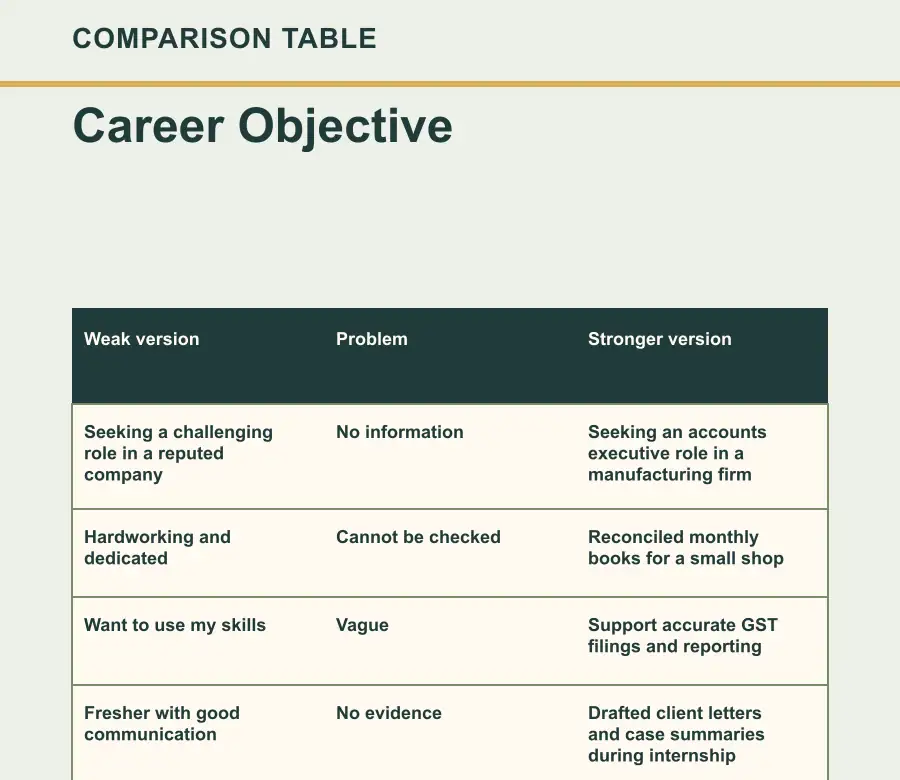 COMPARISON TABLE
Career Objective
Weak version
Problem
Stronger version
Seeking a challenging
role in a reputed
company
No information
Seeking an accounts
executive role in a
manufacturing firm
Hardworking and
dedicated
Cannot be checked
Reconciled monthly
books for a small shop
Want to use my skills
Vague
Support accurate GST
filings and reporting
Fresher with good
communication
No evidence
Drafted client letters
and case summaries
during internship